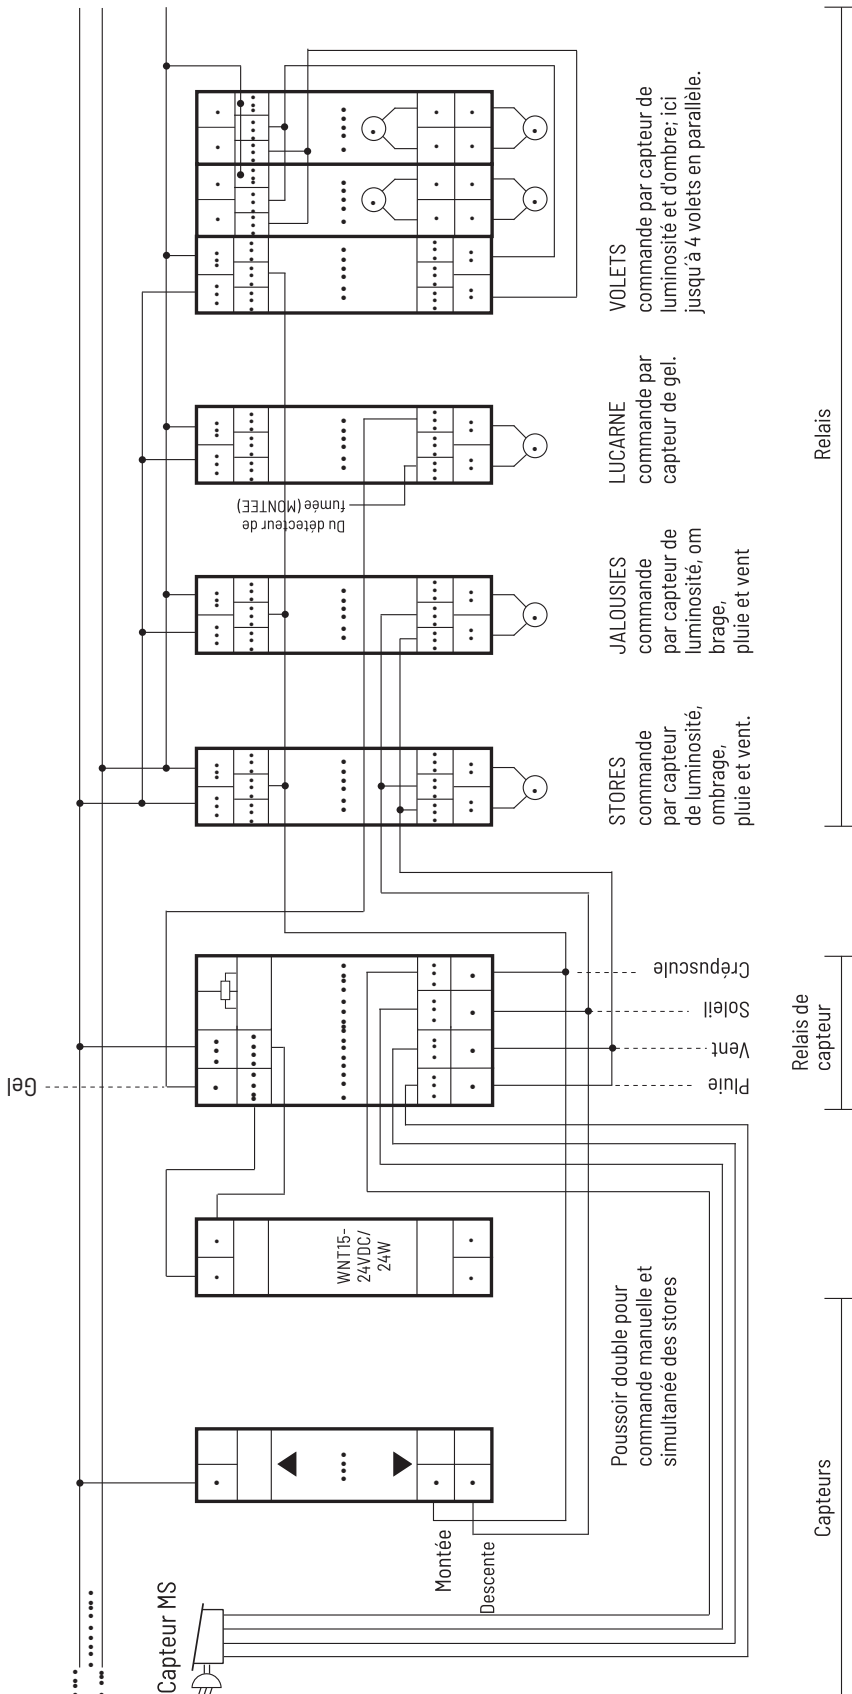 VOLETS
commande par capteur de
luminosité et d'ombre; ici
jusqu'à 4 volets en parallèle.
LUCARNE
commande par
capteur de gel.
Du détecteur de
fumée (MONTEE)
JALOUSIES
commande
par capteur de
luminosité, om
brage,
pluie et vent
STORES
commande
par capteur
de luminosité,
ombrage,
pluie et vent.
Relais
Crépuscule
Soleil
Vent
Pluie
Gel
Relais de
capteur
WNT15-
24VDC/
24W
Poussoir double pour
commande manuelle et
simultanée des stores
Montée
Descente
Capteur MS
Capteurs